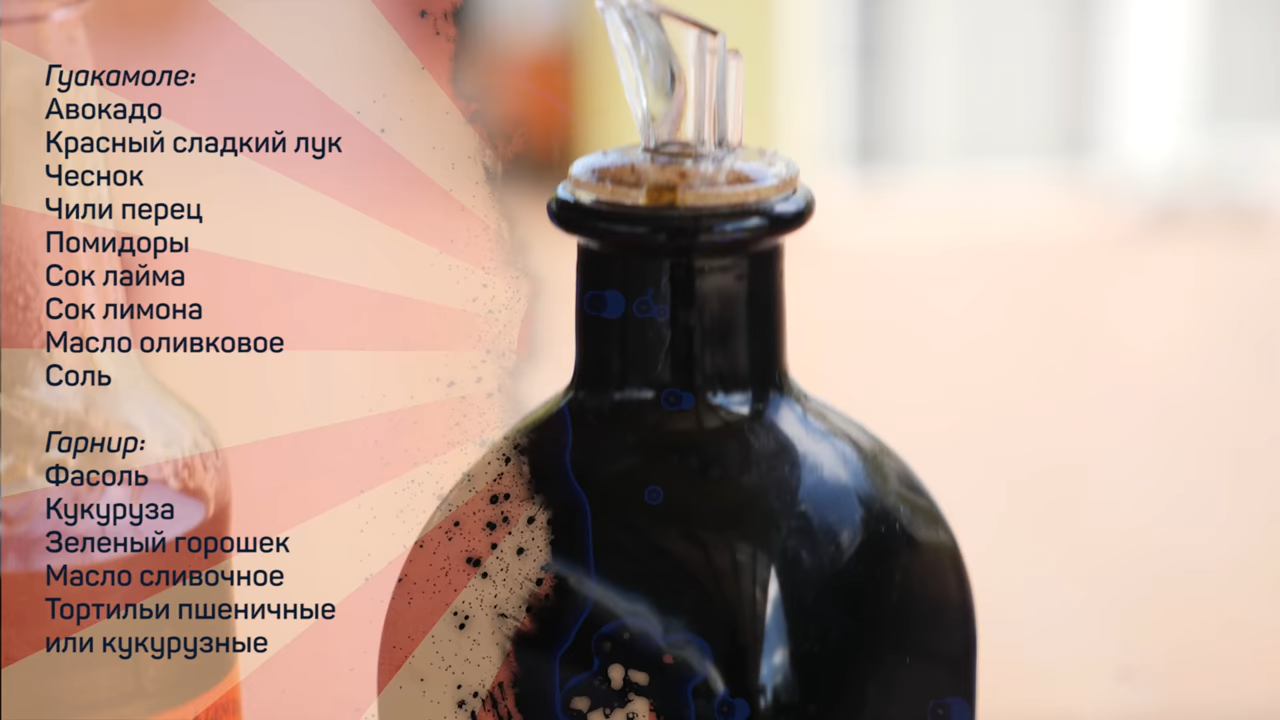 Гуакамоле:
Авокадо
Красный сладкий лук
Чеснок
Чили перец
Помидоры
Сок лайма
Сок лимона
Масло оливковое
Соль
Гарнир:
Фасоль
Кукуруза
Зеленый горошек
Масло сливочное
Тортильи пшеничные
или кукурузные